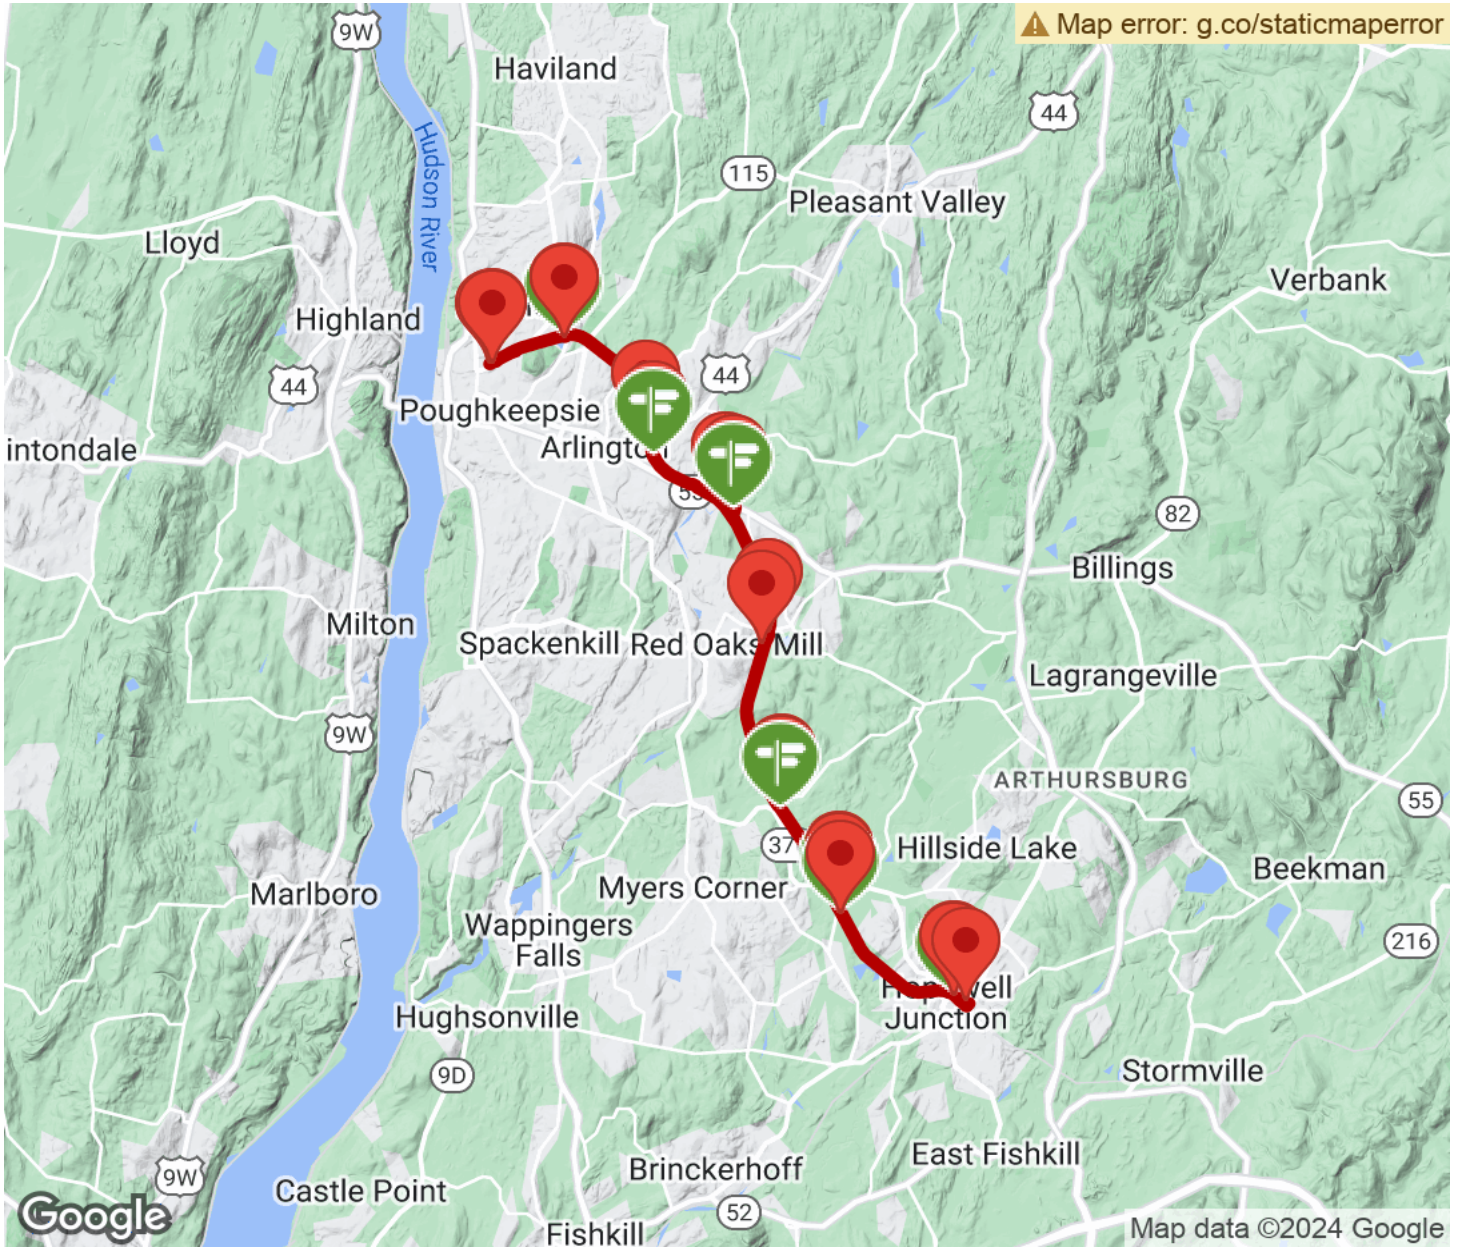 Map error: g.co/staticmaperror
9W
Haviland
44
Hudson River
115
Pleasant Valley
Lloyd
Verbank
Highland
44
44
Poughkeepsie
Arlington
intondale
55
82
Billings
Milton
Spackenkill
Red Oaks Mill
Lagrangeville
9W
ARTHURSBURG
55
37
Hillside Lake
Beekman
Myers Corner
Marlboro
Wappingers
Falls
216
Hopewell
Junction
Hughsonville
9D
Stormville
East Fishkill
Brinckerhoff
9W
Castle Point
52
Fishkill
Google
Map data ©2024 Google